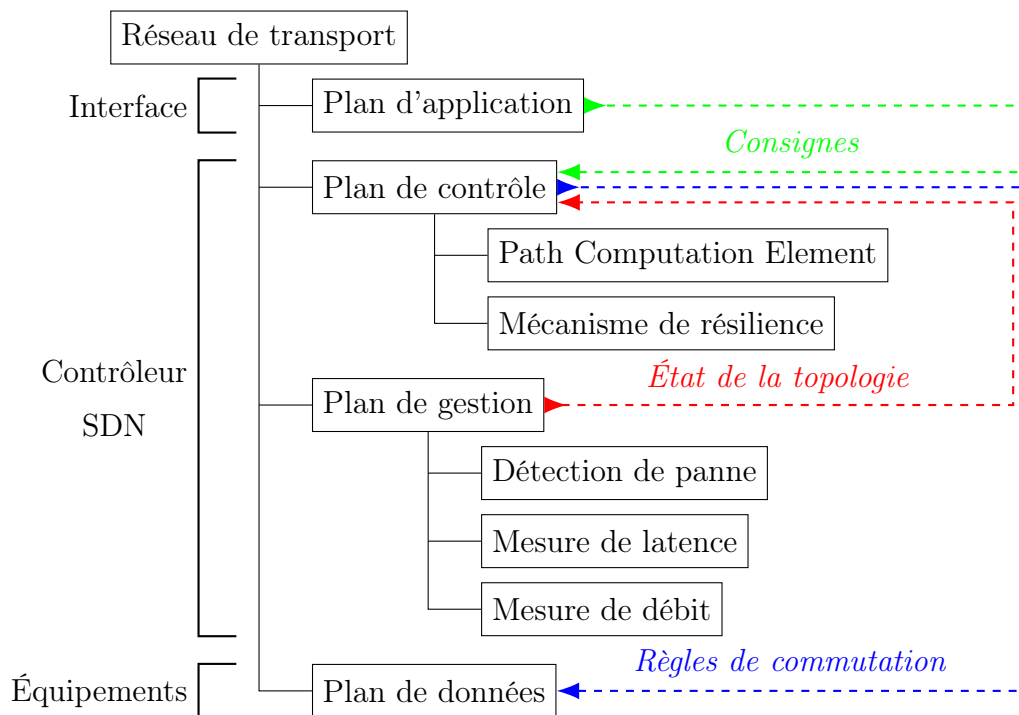 Réseau de transport
Interface
Plan d'application
Consignes
Plan de contrôle
Path Computation Element
Mécanisme de résilience
Contrôleur
SDN
État de la topologie
Plan de gestion
Détection de panne
Mesure de latence
Mesure de débit
Règles de commutation
Équipements
Plan de données